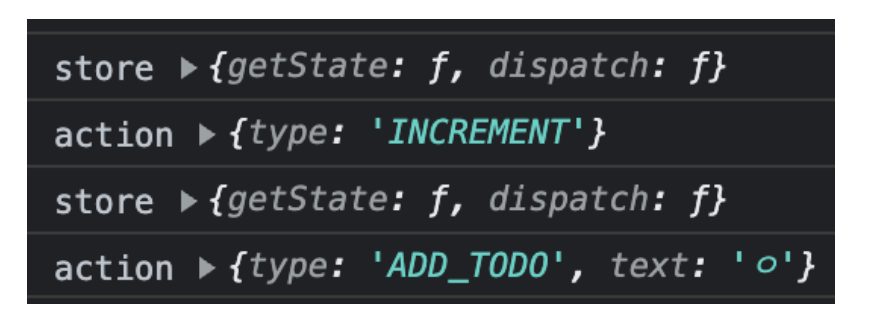 store ▶{getState: f, dispatch: f}
action ▶{type: 'INCREMENT'}
store ▶{getState: f, dispatch: f}
action ▶{type: 'ADD_TODO', text: 'ㅇ'}